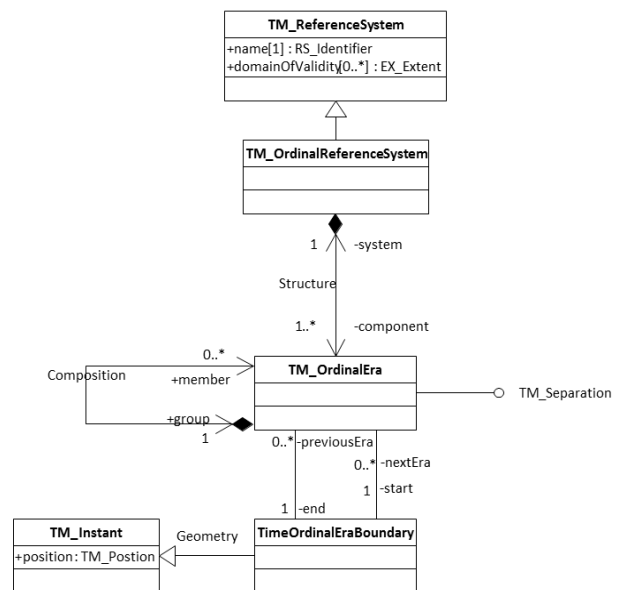 TM_ReferenceSystem
+name[1] : RS_Identifier
+domainOfValidity[0..*] : EX_Extent
TM_OrdinalReferenceSystem
1 -system
Structure
1..* -component
0..*
+member
Composition
TM_OrdinalEra
TM_Separation
+group
1
0..* -previousEra
0..* -nextEra
1 -start
1 -end
TM_Instant
+position: TM_Postion
Geometry
TimeOrdinalEraBoundary